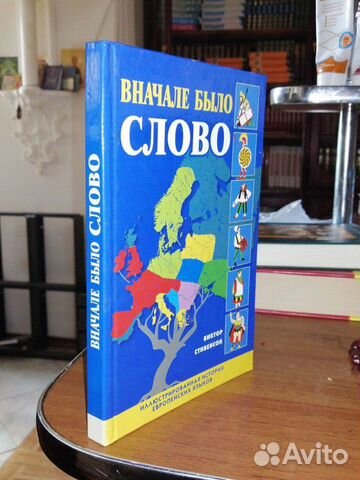 ВНАЧАЛЕ БЫЛО
СЛОВО
ВИКТОР
СТИВЕНСОН
ИЛЛЮСТРИРОВАННАЯ ИСТОРИЯ
ЕВРОПЕЙСКИХ ЯЗЫКОВ
ВНАЧАЛЕ БЫЛО СЛОВО
Avito